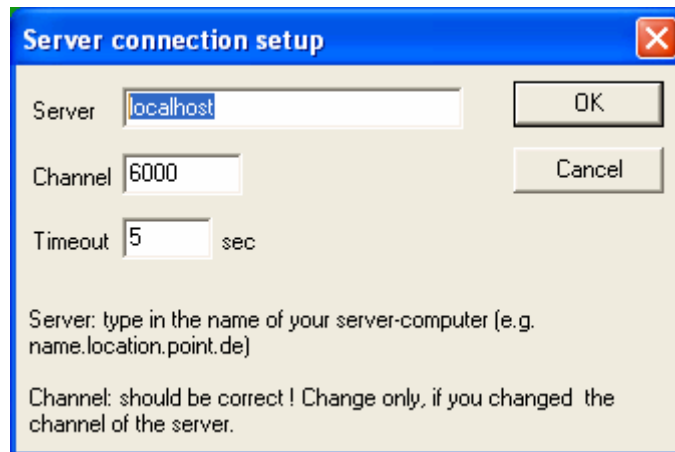 Server connection setup
Server localhost OK
Channel 6000 Cancel
Timeout 5 sec
Server: type in the name of your server-computer (e.g.
name.location.point.de)
Channel: should be correct ! Change only, if you changed the
channel of the server.